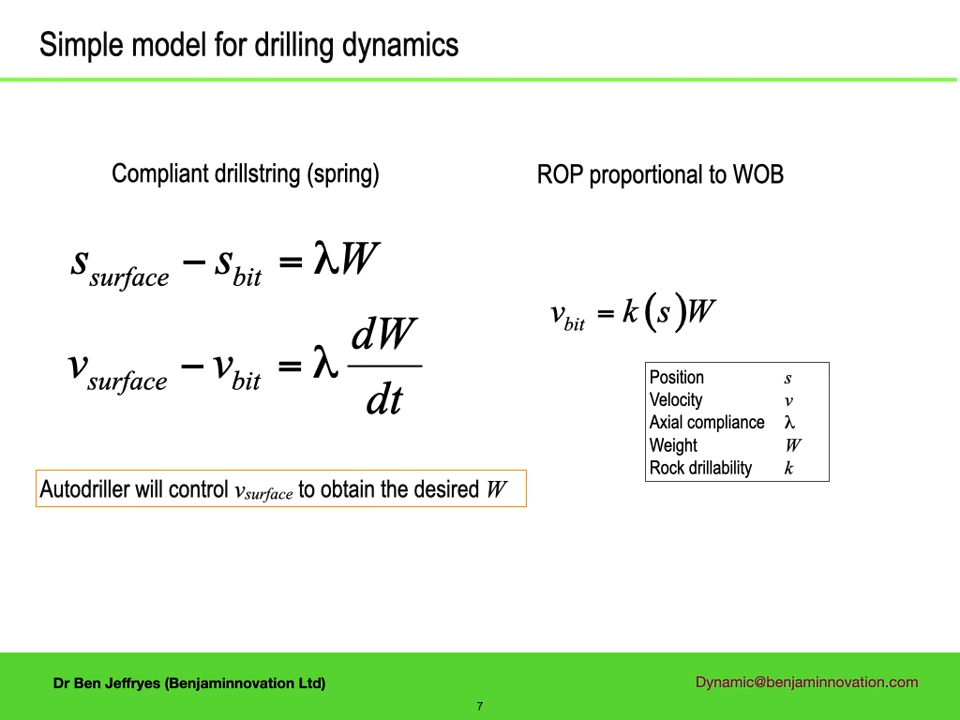 Simple model for drilling dynamics
Compliant drillstring (spring)
s_surface − s_bit = λW
v_surface − v_bit = λ dW/dt
Autodriller will control v_surface to obtain the desired W
ROP proportional to WOB
v_bit = k(s)W
Position s
Velocity v
Axial compliance λ
Weight W
Rock drillability k
Dr Ben Jeffryes (Benjaminnovation Ltd)
Dynamic@benjaminnovation.com
7